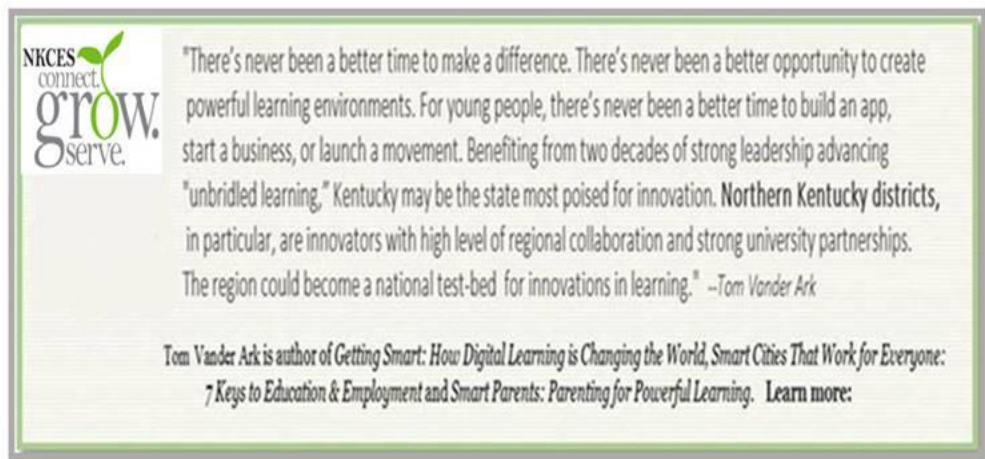 NKCES
connect.
grow.
serve.
"There's never been a better time to make a difference. There's never been a better opportunity to create
powerful learning environments. For young people, there's never been a better time to build an app,
start a business, or launch a movement. Benefiting from two decades of strong leadership advancing
"unbridled learning," Kentucky may be the state most poised for innovation. Northern Kentucky districts,
in particular, are innovators with high level of regional collaboration and strong university partnerships.
The region could become a national test-bed for innovations in learning." --Tom Vander Ark
Tom Vander Ark is author of Getting Smart: How Digital Learning is Changing the World, Smart Cities That Work for Everyone:
7 Keys to Education & Employment and Smart Parents: Parenting for Powerful Learning. Learn more: